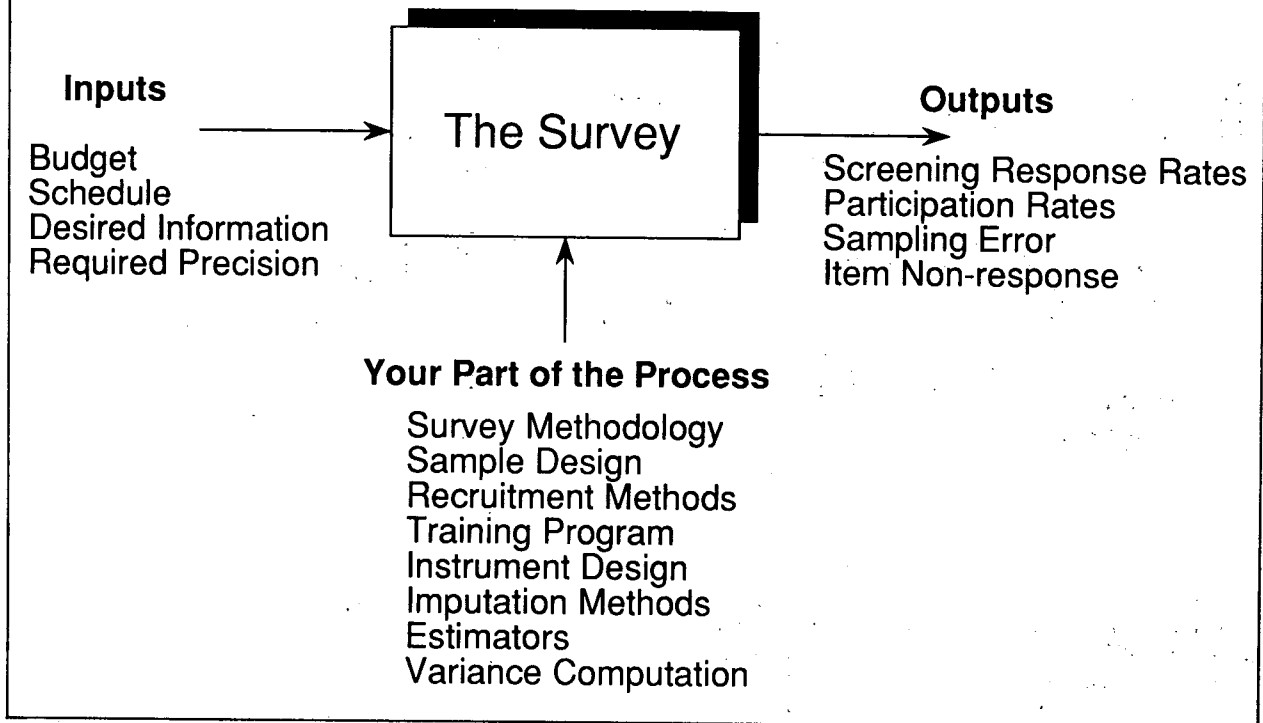 Inputs
Budget
Schedule
Desired Information
Required Precision
The Survey
Outputs
Screening Response Rates
Participation Rates
Sampling Error
Item Non-response
Your Part of the Process
Survey Methodology
Sample Design
Recruitment Methods
Training Program
Instrument Design
Imputation Methods
Estimators
Variance Computation